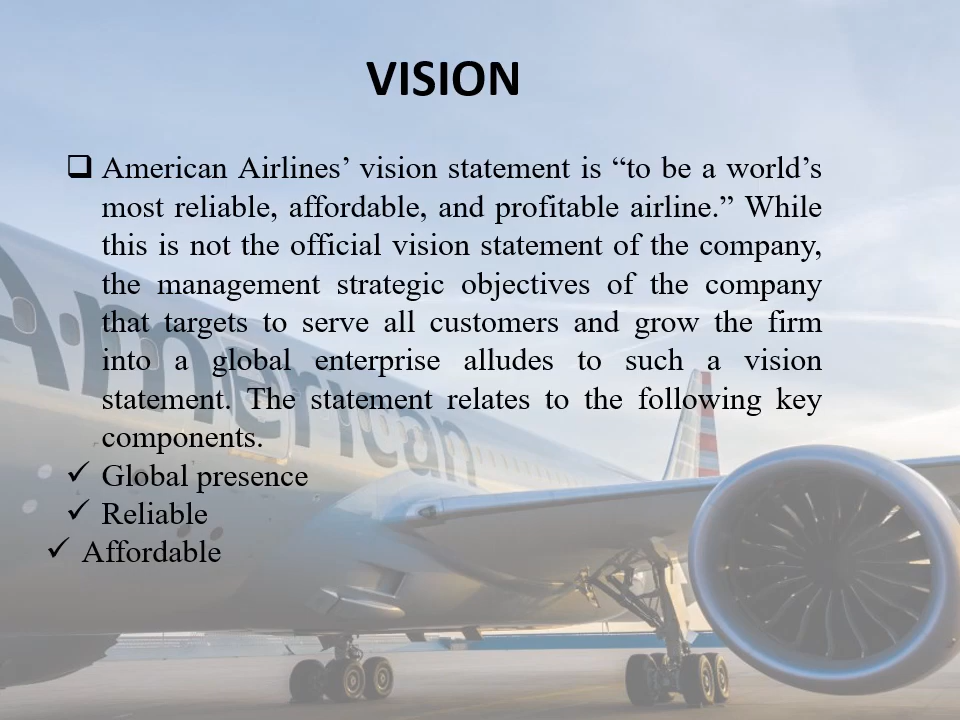 VISION
American Airlines’ vision statement is “to be a world’s
most reliable, affordable, and profitable airline.” While
this is not the official vision statement of the company,
the management strategic objectives of the company
that targets to serve all customers and grow the firm
into a global enterprise alludes to such a vision
statement. The statement relates to the following key
components.
Global presence
Reliable
Affordable
American